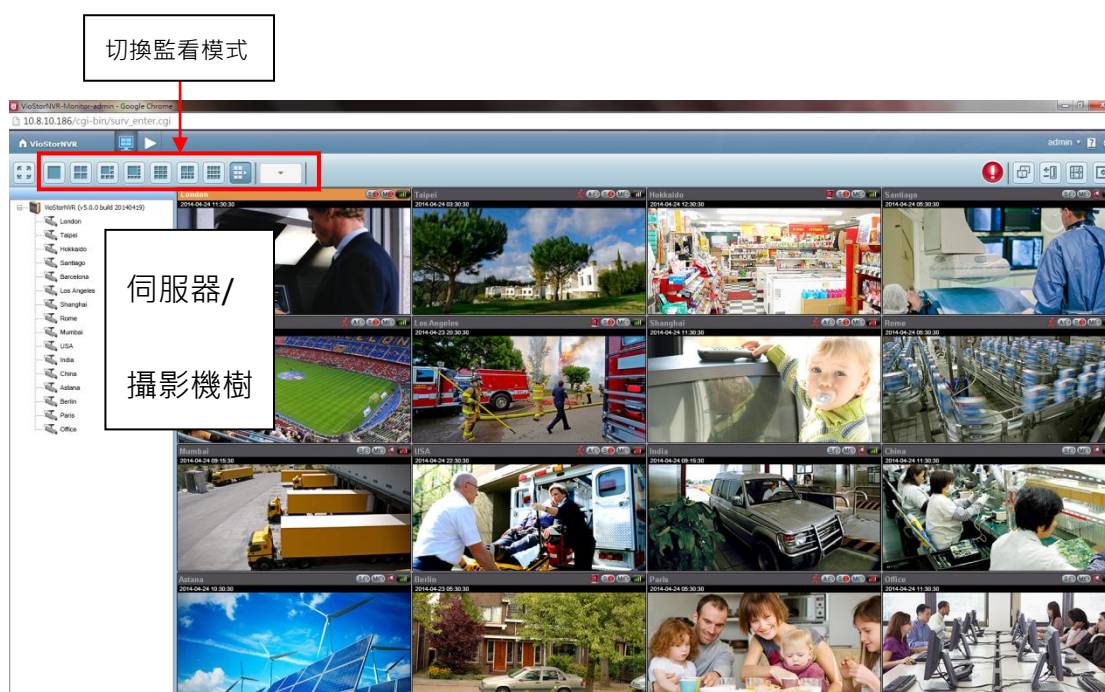 切換監看模式
VioStorNVR-Monitor-admin - Google Chrome
10.8.10.186/cgi-bin/surv_enter.cgi
VioStorNVR
admin
VioStorNVR (v5.0.0 build 20140419)
London
Taipei
Hokkaido
Santiago
Barcelona
Los Angeles
Shanghai
Rome
Mumbai
USA
India
China
Astana
Berlin
Paris
Office
伺服器/
攝影機樹
London
2014-04-24 11:30:30
Taipei
2014-04-24 03:30:30
Hokkaido
2014-04-24 12:30:30
Santiago
2014-04-24 05:30:30
Los Angeles
2014-04-23 20:30:30
Shanghai
2014-04-24 11:30:30
Rome
2014-04-24 05:30:30
Mumbai
2014-04-24 09:15:30
USA
2014-04-24 22:30:30
India
2014-04-24 09:15:30
China
2014-04-24 11:30:30
Astana
2014-04-24 10:30:30
Berlin
2014-04-23 05:30:30
Paris
2014-04-24 05:30:30
Office
2014-04-24 11:30:30